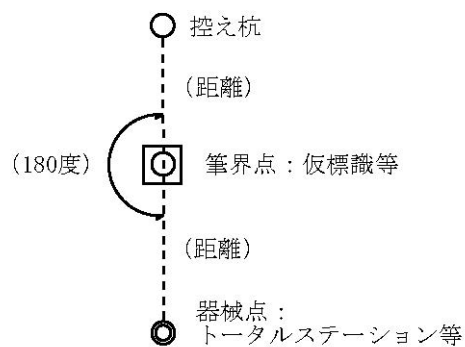 控え杭
(距離)
(180度)
筆界点：仮標識等
(距離)
器械点：
トータルステーション等